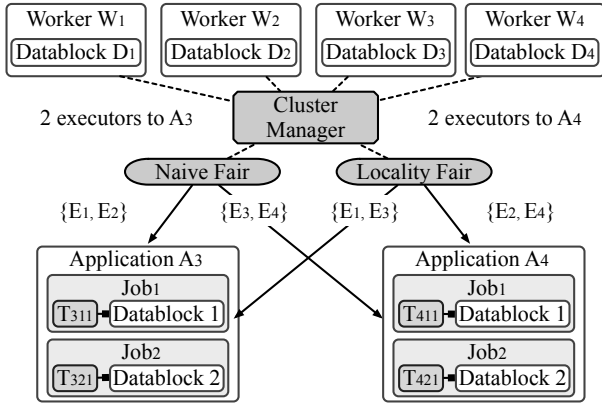 Worker W1
Worker W2
Worker W3
Worker W4
Datablock D1
Datablock D2
Datablock D3
Datablock D4
2 executors to A3
Cluster
Manager
2 executors to A4
Naive Fair
Locality Fair
{E1, E2}
{E3, E4}
{E1, E3}
{E2, E4}
Application A3
Job1
T311
Datablock 1
Job2
T321
Datablock 2
Application A4
Job1
T411
Datablock 1
Job2
T421
Datablock 2